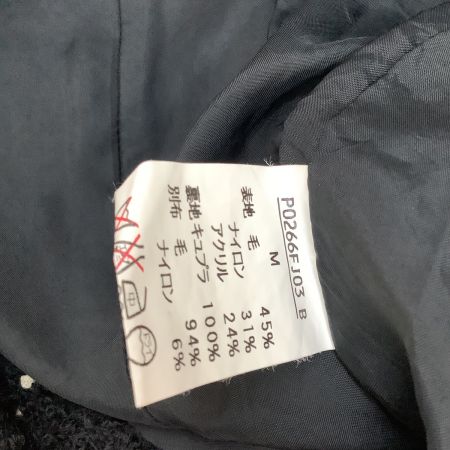 P0266FJ03 B
M
表地 毛 45%
ナイロン 31%
アクリル 24%
裏地 キュプラ 100%
別布 毛 94%
ナイロン 6%
中